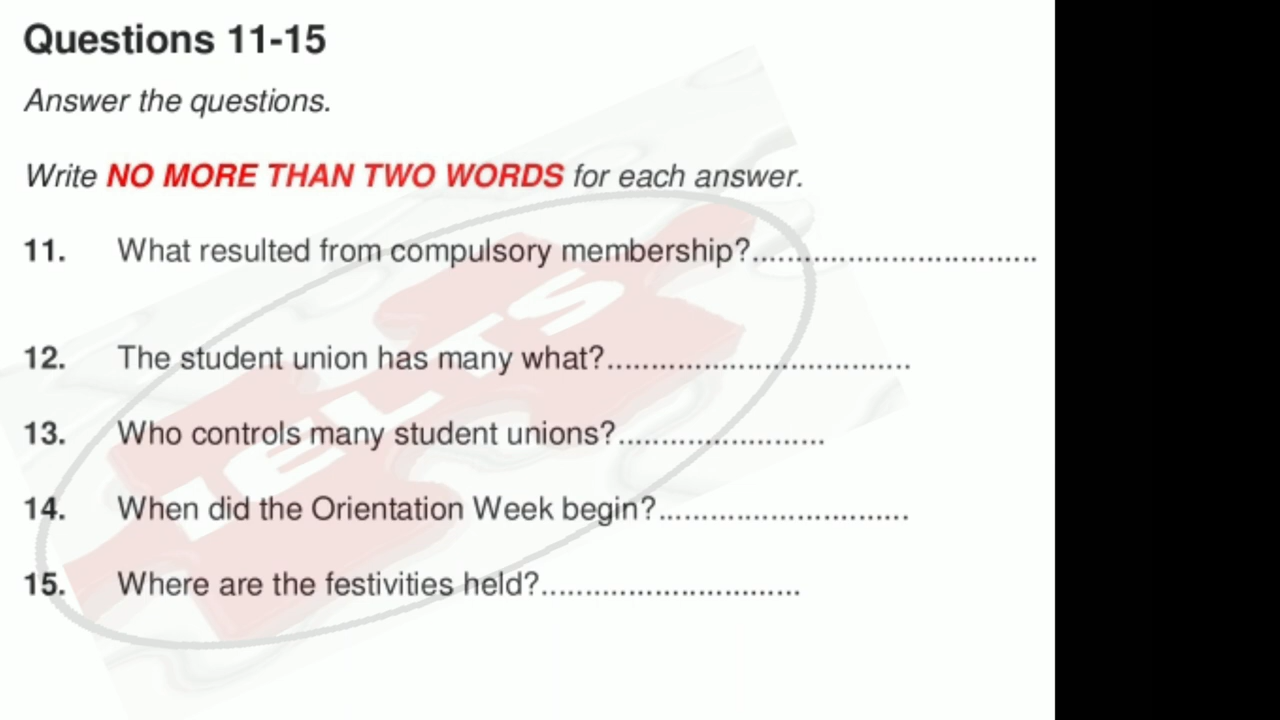 Questions 11-15
Answer the questions.
Write NO MORE THAN TWO WORDS for each answer.
11. What resulted from compulsory membership?.................................
12. The student union has many what?...................................
13. Who controls many student unions?........................
14. When did the Orientation Week begin?.............................
15. Where are the festivities held?..............................
IELTS